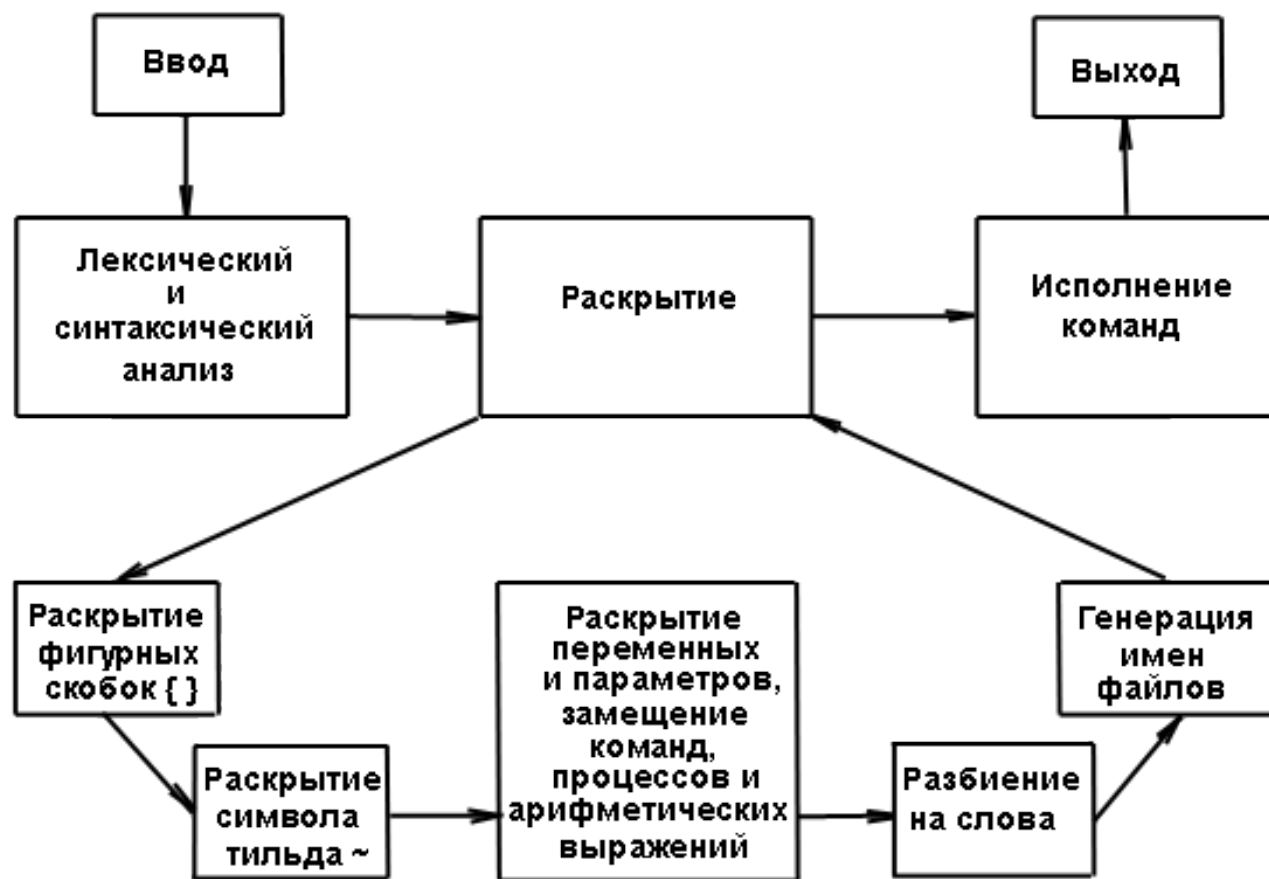 Ввод
Выход
Лексический
и
синтаксический
анализ
Раскрытие
Исполнение
команд
Раскрытие
фигурных
скобок { }
Раскрытие
символа
тильда ~
Раскрытие
переменных
и параметров,
замещение
команд,
процессов и
арифметических
выражений
Разбиение
на слова
Генерация
имен
файлов